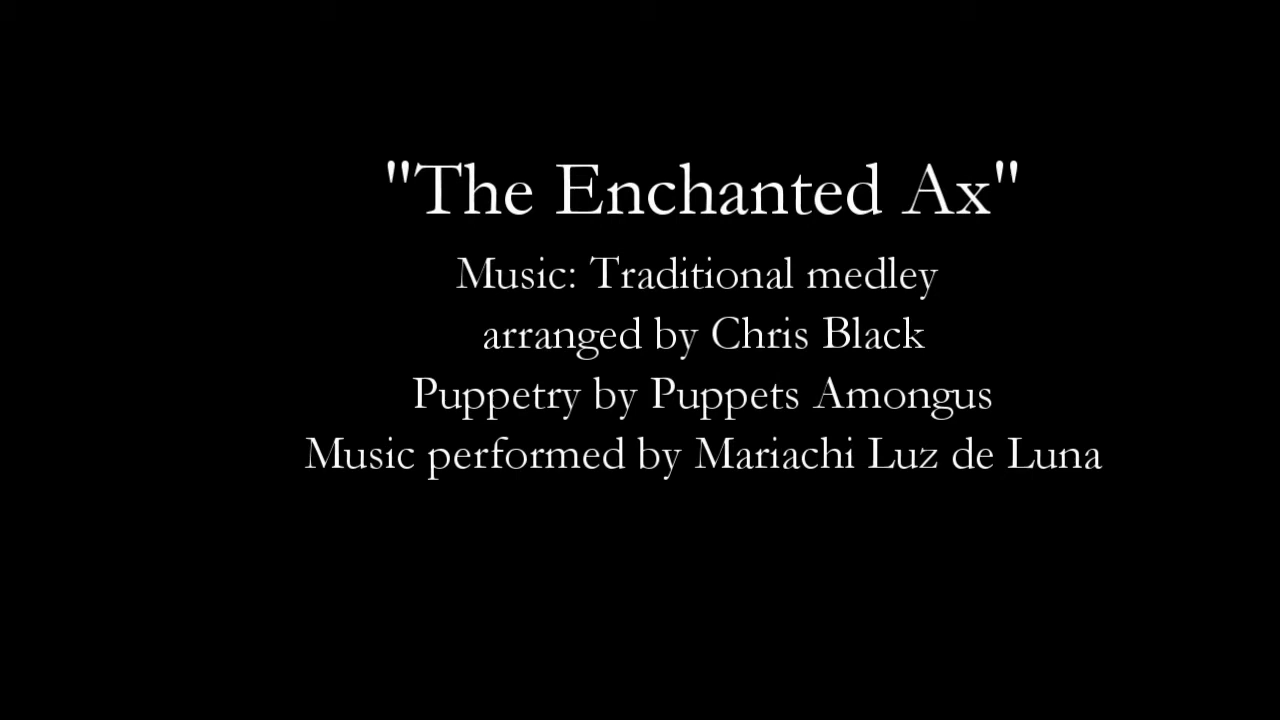 "The Enchanted Ax"
Music: Traditional medley
arranged by Chris Black
Puppetry by Puppets Amongus
Music performed by Mariachi Luz de Luna